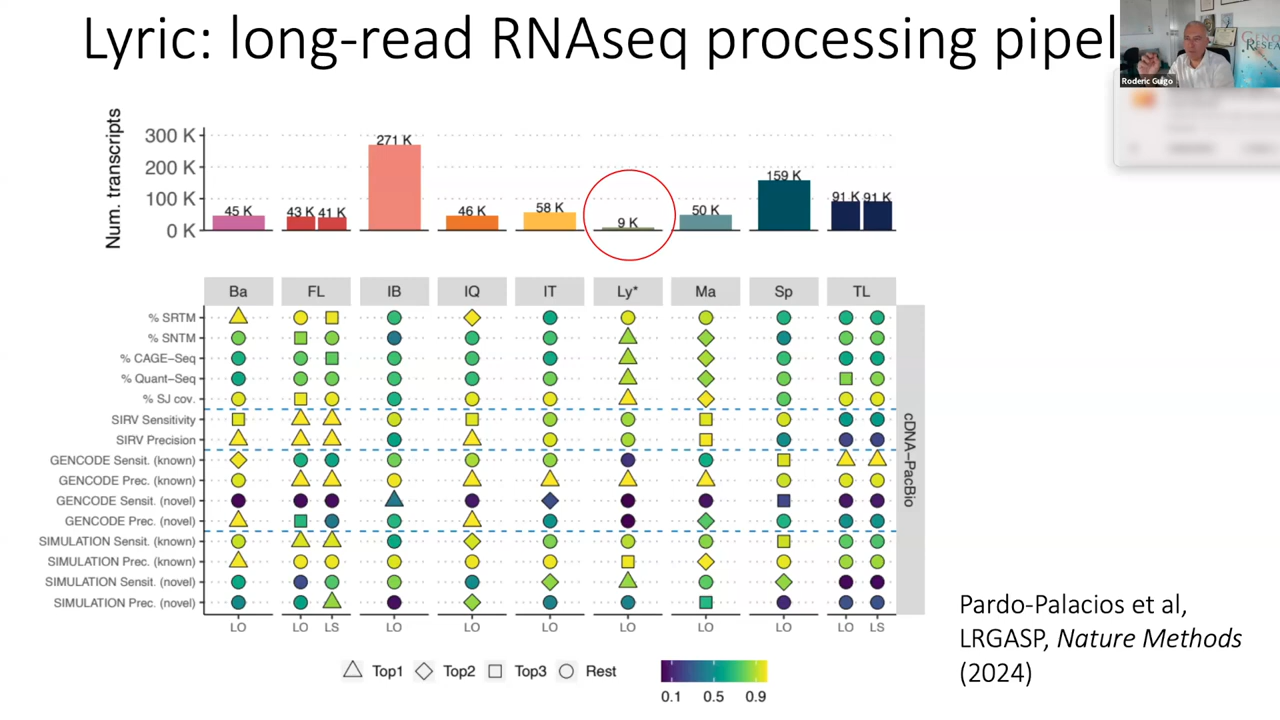 Lyric: long-read RNAseq processing pipel
Roderic Guigo
Num. transcripts
300 K
200 K
100 K
0 K
45 K
43 K
41 K
271 K
46 K
58 K
9 K
50 K
159 K
91 K
91 K
Ba FL IB IQ IT Ly* Ma Sp TL
% SRTM
% SNTM
% CAGE-Seq
% Quant-Seq
% SJ cov.
SIRV Sensitivity
SIRV Precision
GENCODE Sensit. (known)
GENCODE Prec. (known)
GENCODE Sensit. (novel)
GENCODE Prec. (novel)
SIMULATION Sensit. (known)
SIMULATION Prec. (known)
SIMULATION Sensit. (novel)
SIMULATION Prec. (novel)
cDNA-PacBio
LO LO LS LO LO LO LO LO LO LO LS
Top1 Top2 Top3 Rest
0.1 0.5 0.9
Pardo-Palacios et al,
LRGASP, Nature Methods
(2024)